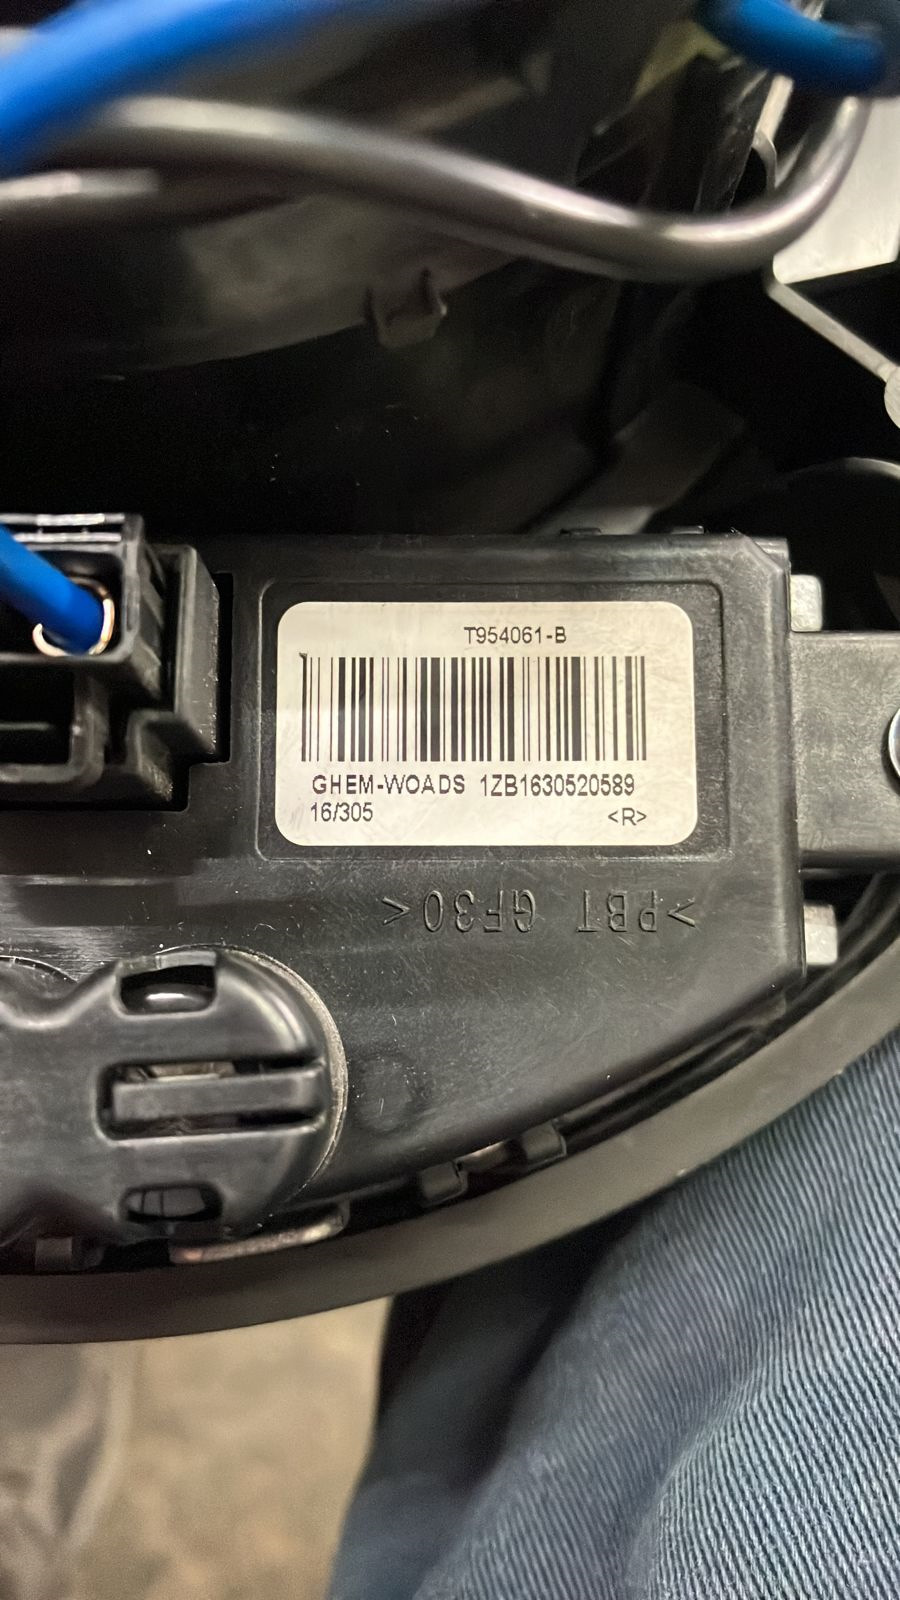 T954061-B
GHEM-WOADS 1ZB1630520589
16/305 <R>
>PBT GF30<